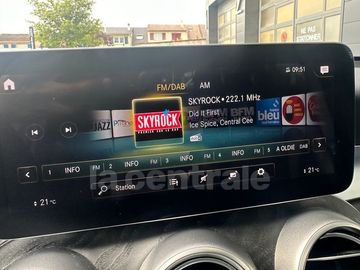 NE PAS
STATIONNER
09:51
FM/DAB AM
JAZZ
SKYROCK
SKYROCK • 222.1 MHz
Did It First
Ice Spice, Central Cee
BFM
bleu
1 INFO FM 2 INFO FM 3 INFO FM 4 INFO FM 5 A OLDIE DAB
21°C
Station
21°C
la centrale